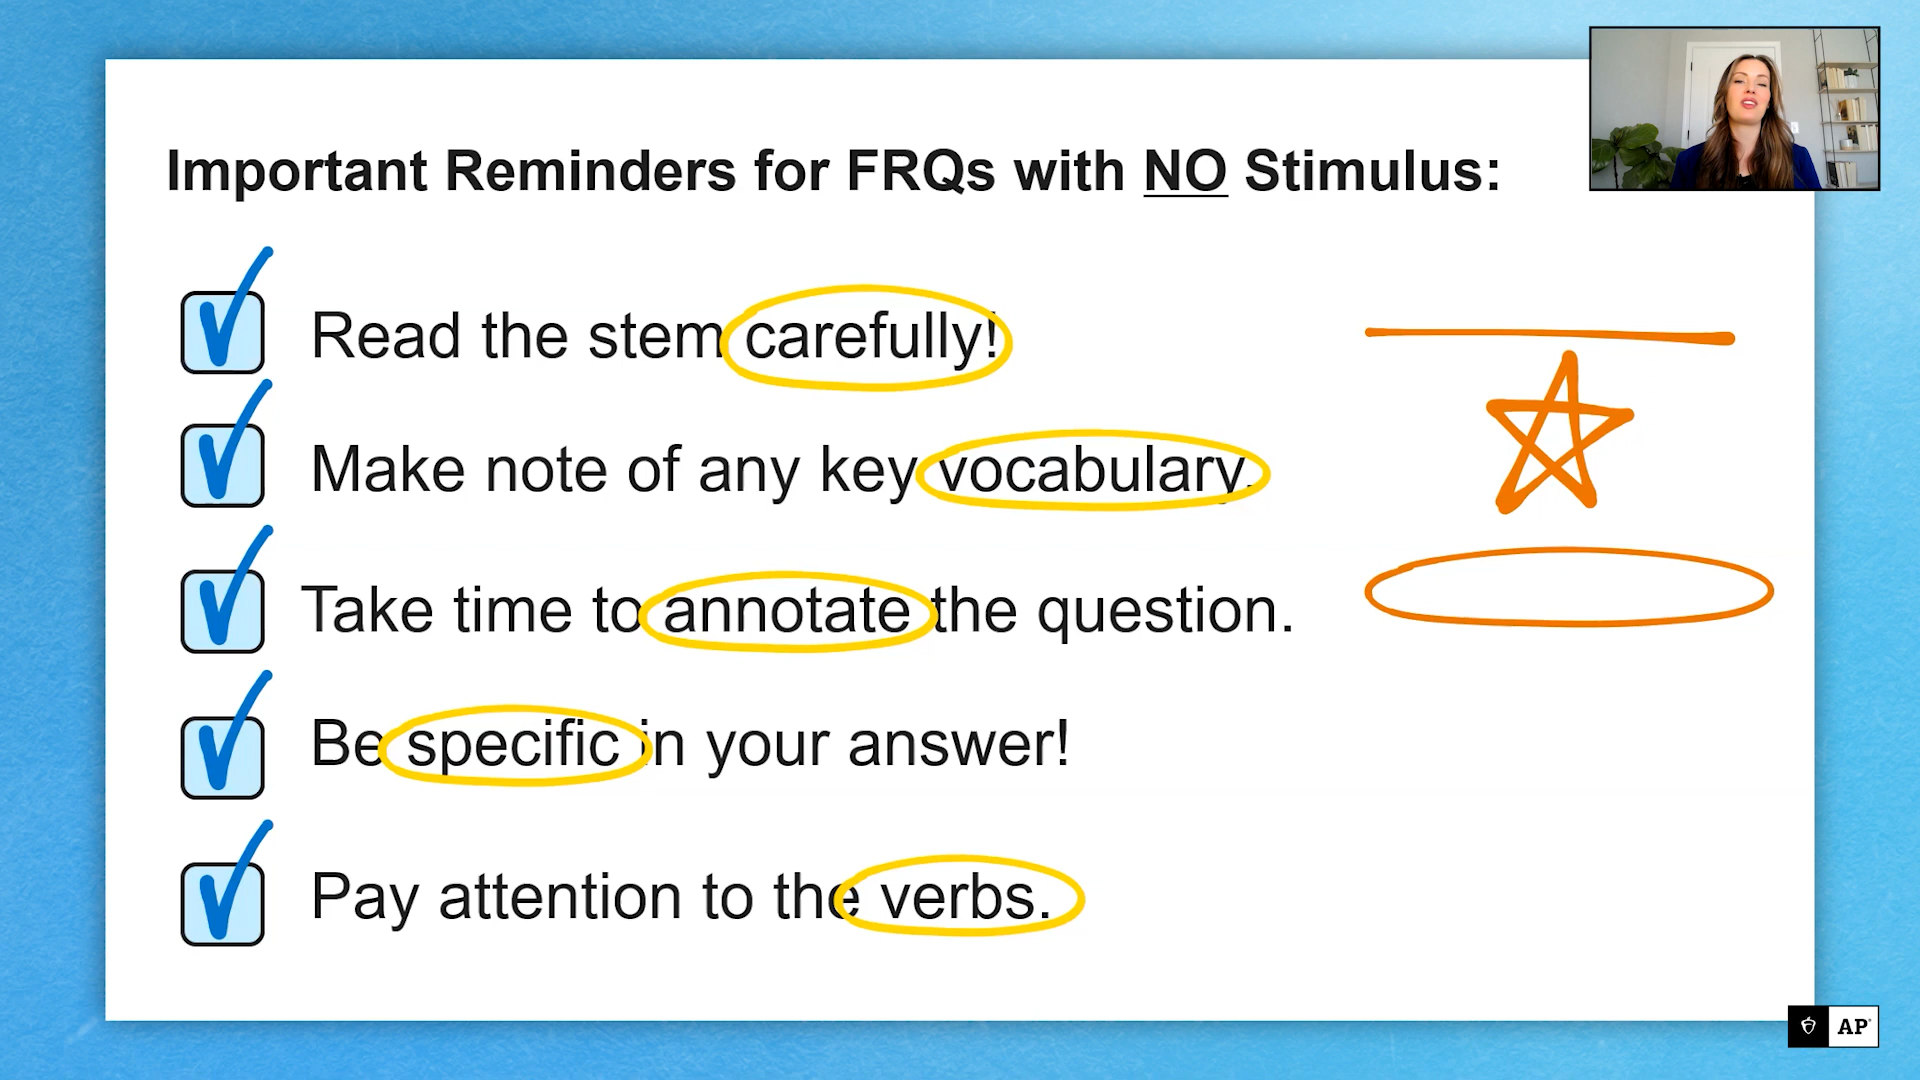 Important Reminders for FRQs with NO Stimulus:
Read the stem carefully!
Make note of any key vocabulary.
Take time to annotate the question.
Be specific in your answer!
Pay attention to the verbs.
AP